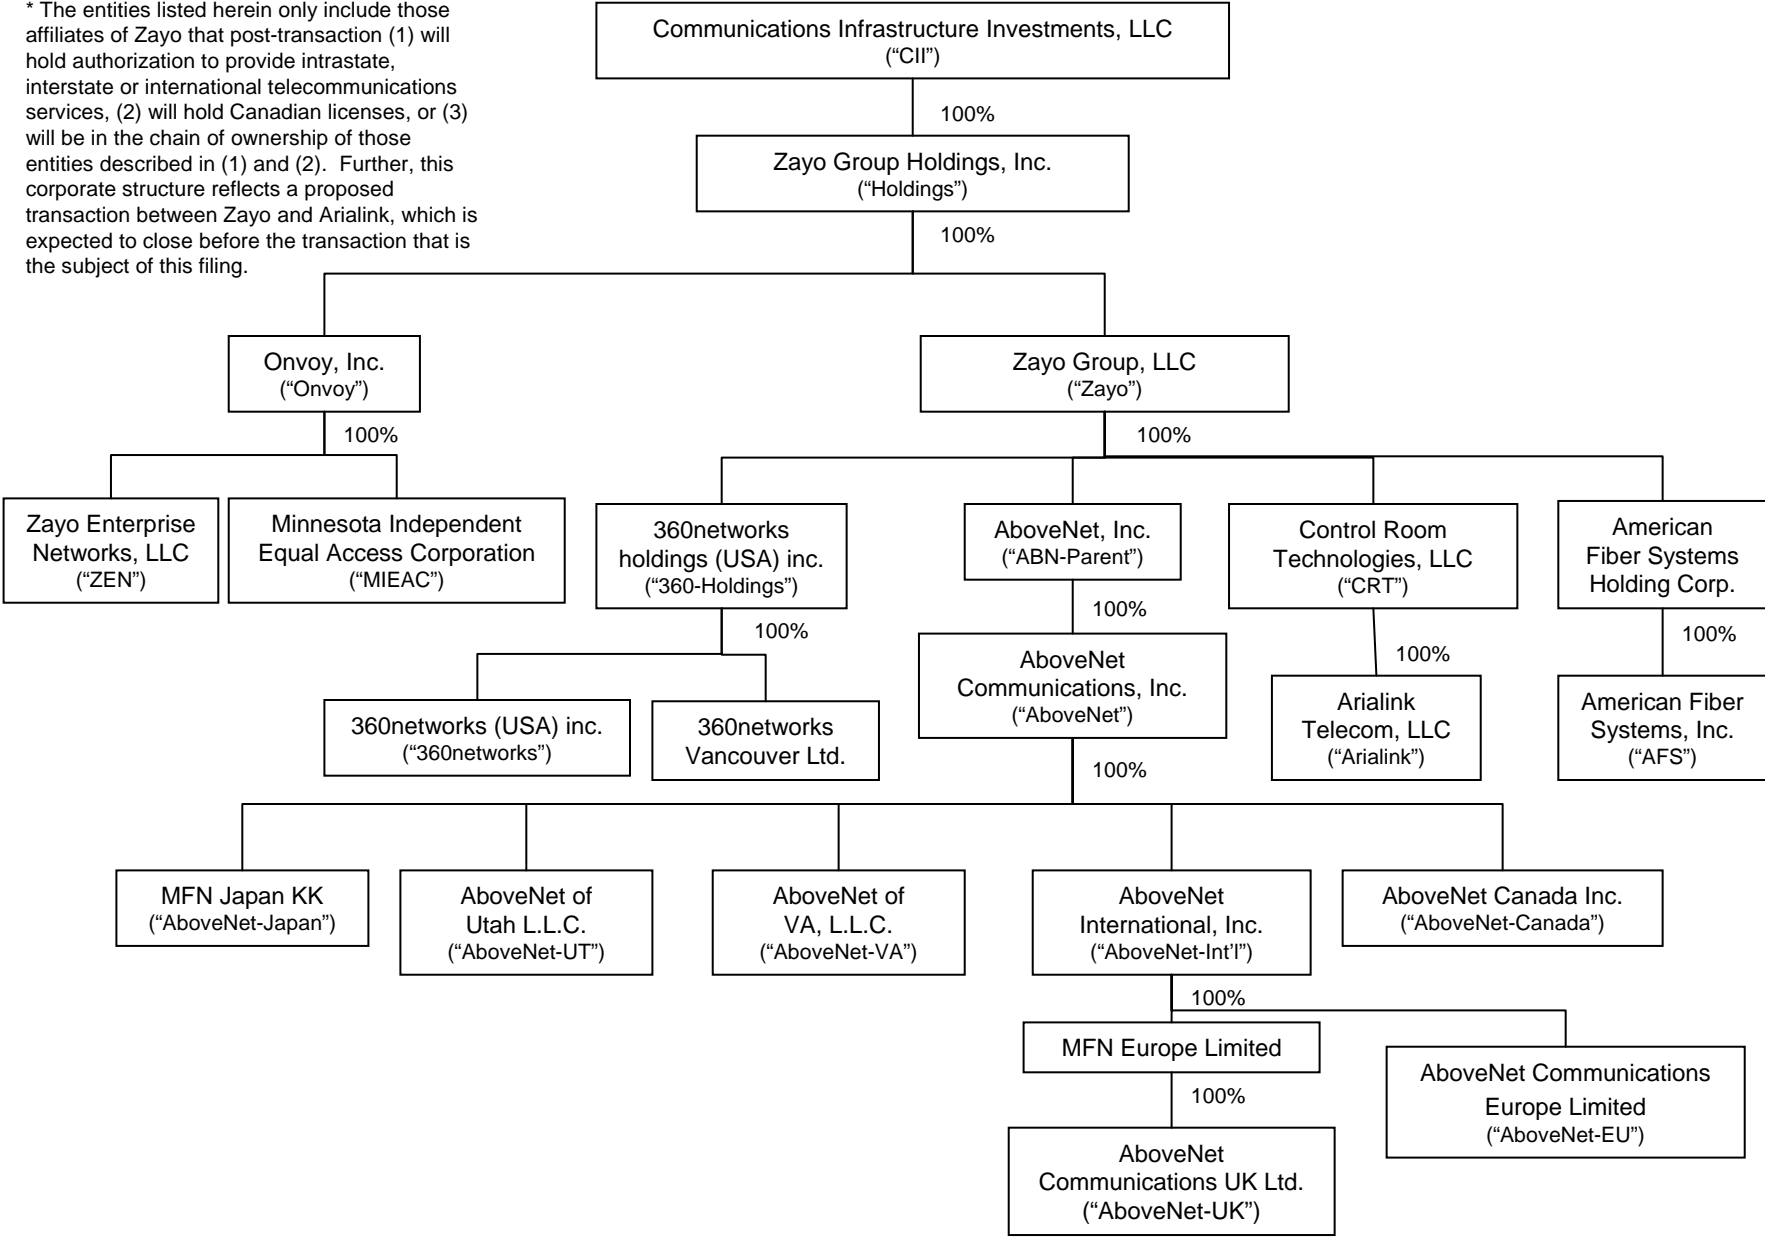 * The entities listed herein only include those
affiliates of Zayo that post-transaction (1) will
hold authorization to provide intrastate,
interstate or international telecommunications
services, (2) will hold Canadian licenses, or (3)
will be in the chain of ownership of those
entities described in (1) and (2).  Further, this
corporate structure reflects a proposed
transaction between Zayo and Arialink, which is
expected to close before the transaction that is
the subject of this filing.
Communications Infrastructure Investments, LLC
(“CII”)
100%
Zayo Group Holdings, Inc.
(“Holdings”)
100%
Onvoy, Inc.
(“Onvoy”)
100%
Zayo Group, LLC
(“Zayo”)
100%
Zayo Enterprise
Networks, LLC
(“ZEN”)
Minnesota Independent
Equal Access Corporation
(“MIEAC”)
360networks
holdings (USA) inc.
(“360-Holdings”)
100%
AboveNet, Inc.
(“ABN-Parent”)
100%
Control Room
Technologies, LLC
(“CRT”)
100%
American
Fiber Systems
Holding Corp.
100%
360networks (USA) inc.
(“360networks”)
360networks
Vancouver Ltd.
AboveNet
Communications, Inc.
(“AboveNet”)
100%
Arialink
Telecom, LLC
(“Arialink”)
American Fiber
Systems, Inc.
(“AFS”)
MFN Japan KK
(“AboveNet-Japan”)
AboveNet of
Utah L.L.C.
(“AboveNet-UT”)
AboveNet of
VA, L.L.C.
(“AboveNet-VA”)
AboveNet
International, Inc.
(“AboveNet-Int’l”)
100%
AboveNet Canada Inc.
(“AboveNet-Canada”)
MFN Europe Limited
100%
AboveNet Communications
Europe Limited
(“AboveNet-EU”)
AboveNet
Communications UK Ltd.
(“AboveNet-UK”)